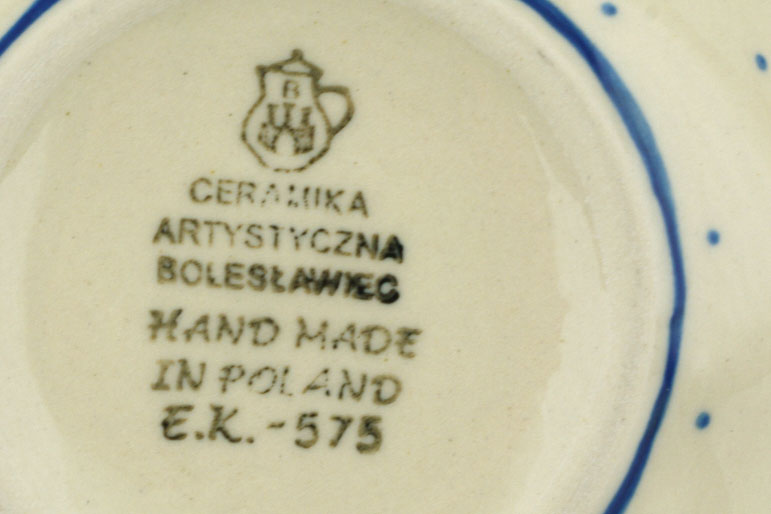 B
CERAMIKA
ARTYSTYCZNA
BOLESŁAWIEC
HAND MADE
IN POLAND
E.K.-575